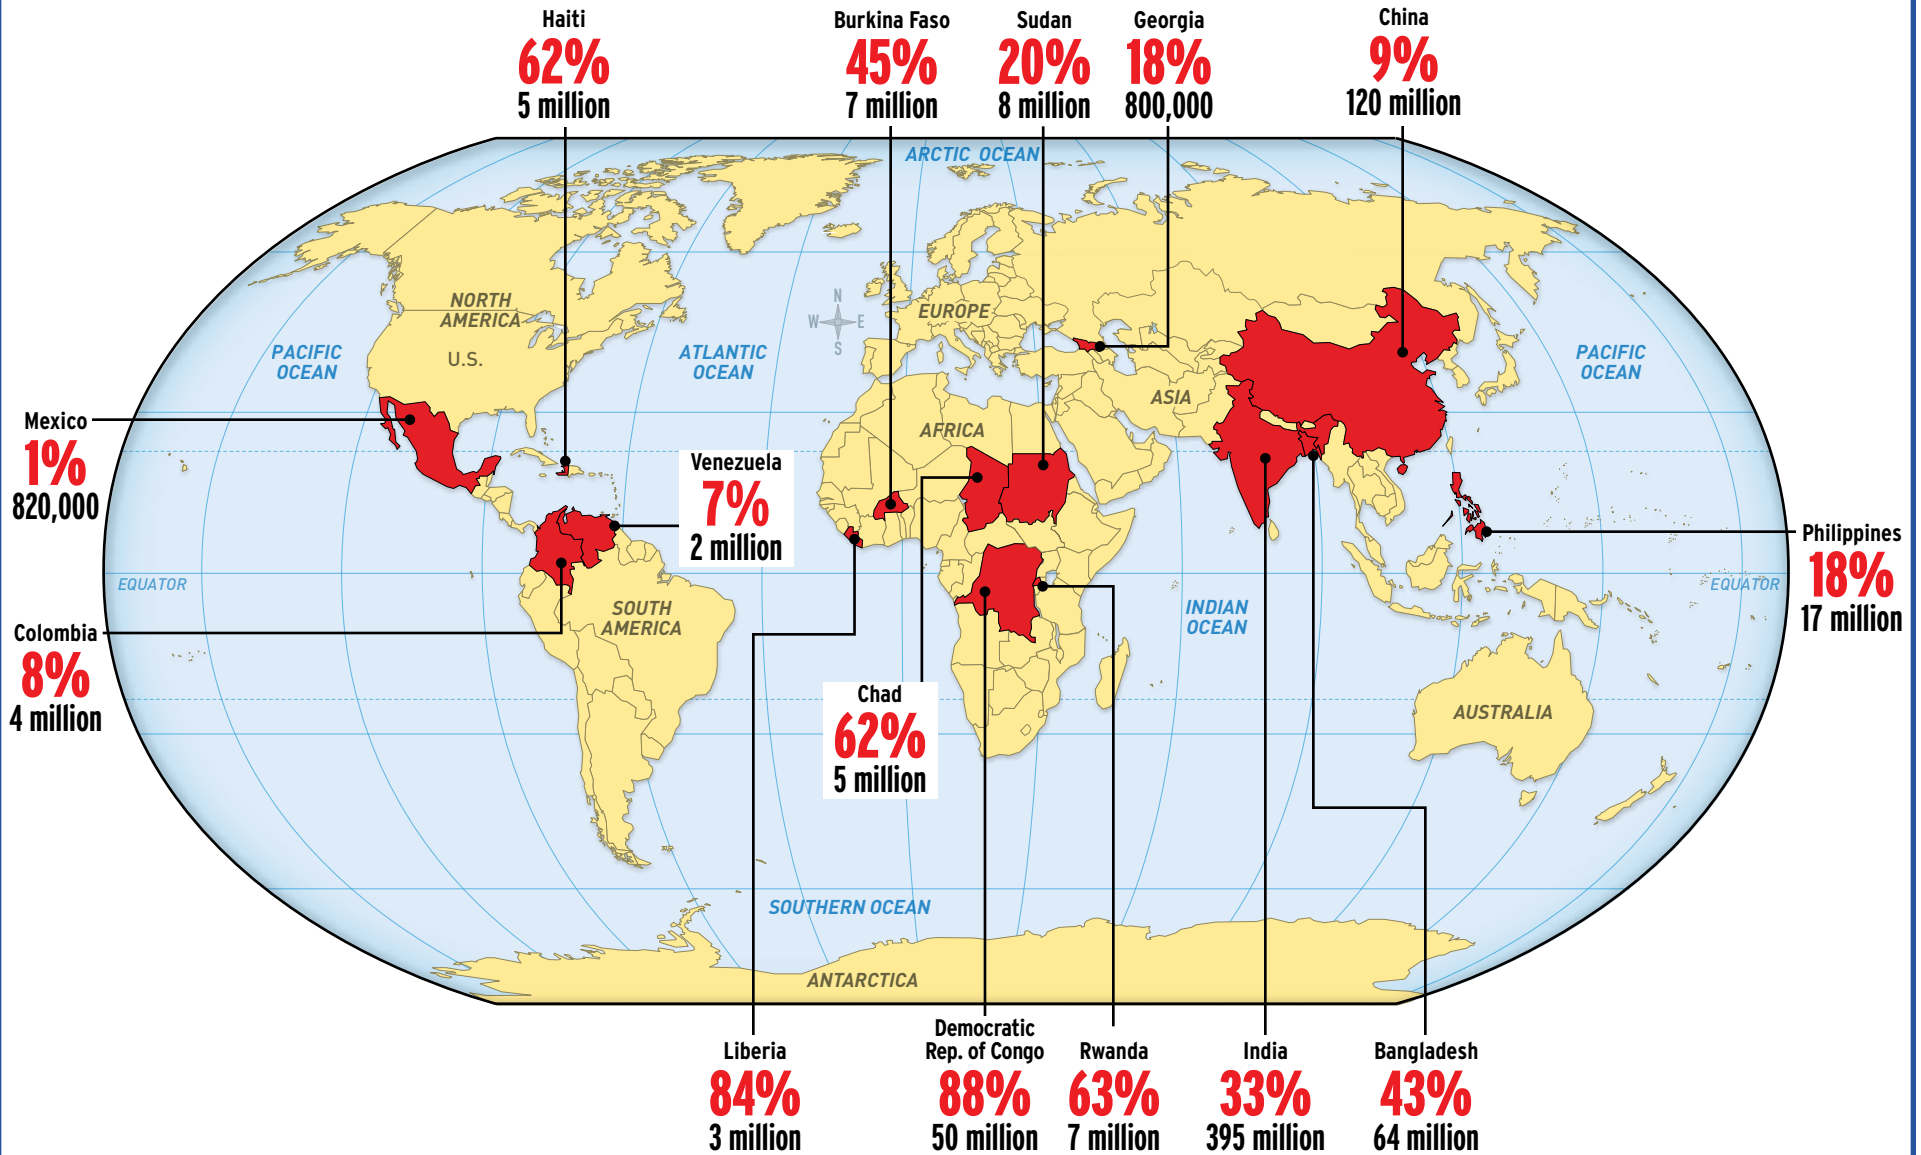 Haiti
62%
5 million
Burkina Faso
45%
7 million
Sudan
20%
8 million
Georgia
18%
800,000
China
9%
120 million
ARCTIC OCEAN
NORTH
AMERICA
U.S.
PACIFIC
OCEAN
ATLANTIC
OCEAN
N
W
E
S
EUROPE
ASIA
AFRICA
PACIFIC
OCEAN
Mexico
1%
820,000
Venezuela
7%
2 million
Philippines
18%
17 million
EQUATOR
EQUATOR
SOUTH
AMERICA
INDIAN
OCEAN
Colombia
8%
4 million
Chad
62%
5 million
AUSTRALIA
SOUTHERN OCEAN
ANTARCTICA
Liberia
84%
3 million
Democratic
Rep. of Congo
88%
50 million
Rwanda
63%
7 million
India
33%
395 million
Bangladesh
43%
64 million